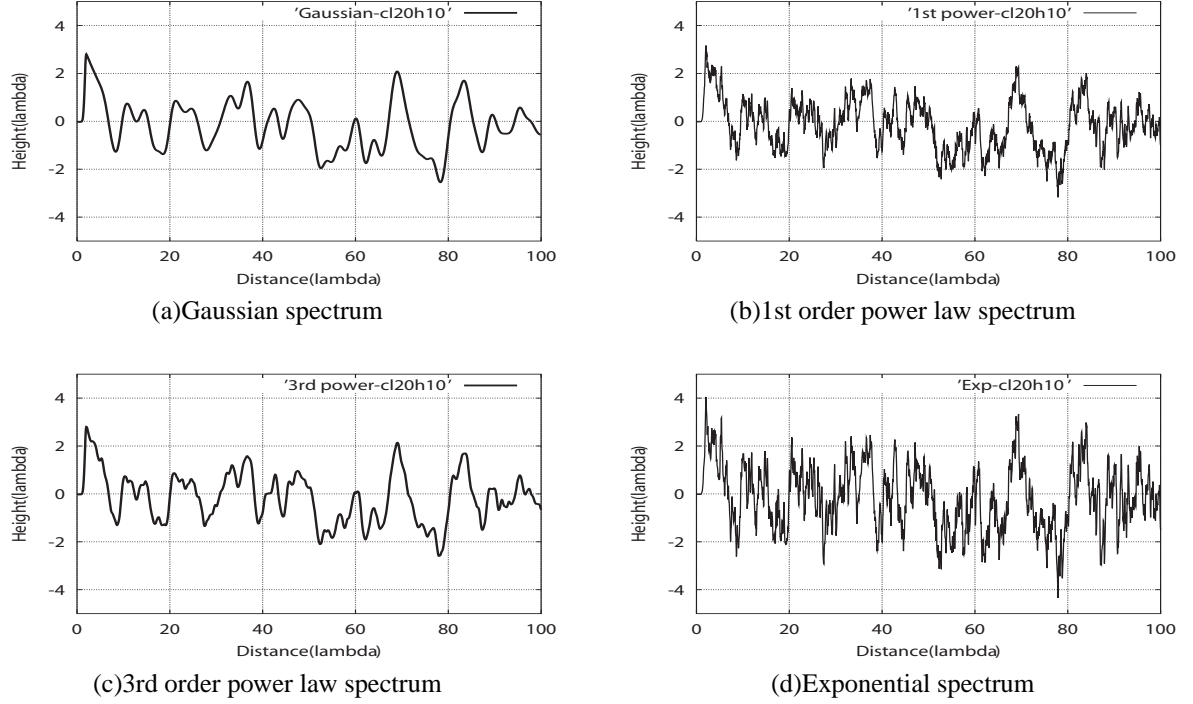 'Gaussian-cl20h10'
4
2
0
-2
-4
Height(lambda)
0 20 40 60 80 100
Distance(lambda)
(a)Gaussian spectrum
'1st power-cl20h10'
4
2
0
-2
-4
Height(lambda)
0 20 40 60 80 100
Distance(lambda)
(b)1st order power law spectrum
'3rd power-cl20h10'
4
2
0
-2
-4
Height(lambda)
0 20 40 60 80 100
Distance(lambda)
(c)3rd order power law spectrum
'Exp-cl20h10'
4
2
0
-2
-4
Height(lambda)
0 20 40 60 80 100
Distance(lambda)
(d)Exponential spectrum